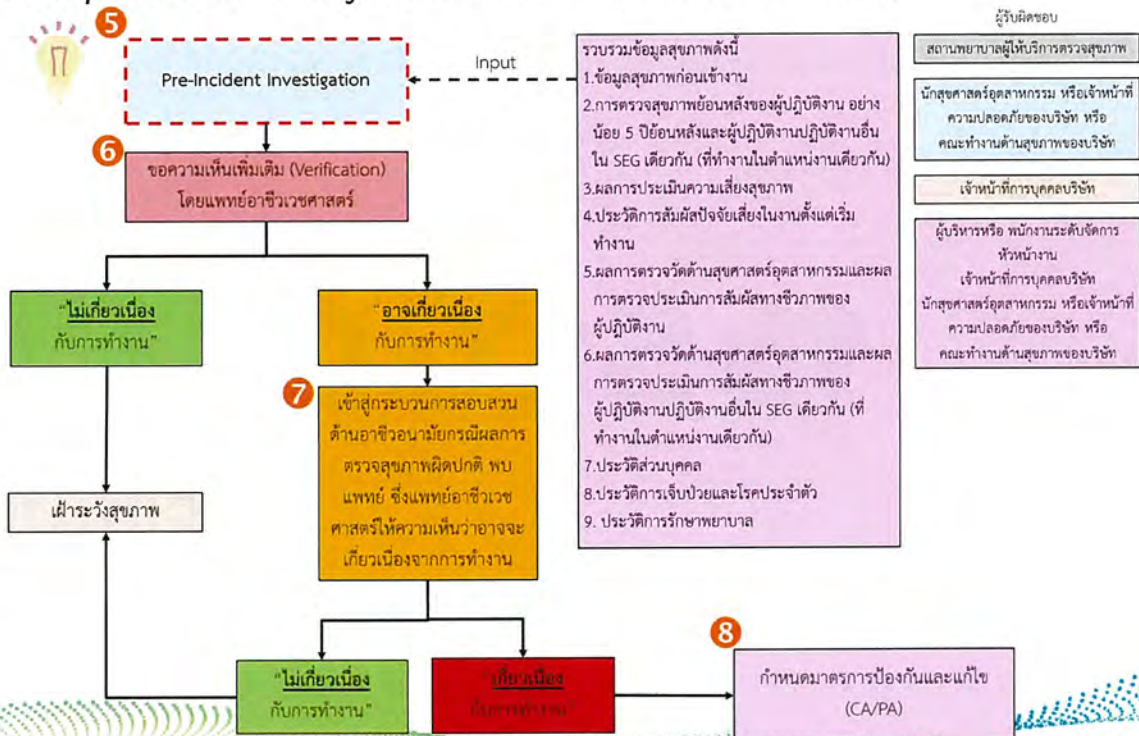 5
Pre-Incident Investigation
Input
6
ขอความเห็นเพิ่มเติม (Verification)
โดยแพทย์อาชีวเวชศาสตร์
"ไม่เกี่ยวเนื่อง
กับการทำงาน"
"อาจเกี่ยวเนื่อง
กับการทำงาน"
7
เข้าสู่กระบวนการสอบสวน
ด้านอาชีวอนามัยกรณีผลการ
ตรวจสุขภาพผิดปกติ พบ
แพทย์ ซึ่งแพทย์อาชีวเวช
ศาสตร์ให้ความเห็นว่าอาจจะ
เกี่ยวเนื่องจากการทำงาน
เฝ้าระวังสุขภาพ
"ไม่เกี่ยวเนื่อง
กับการทำงาน"
"เกี่ยวเนื่อง
กับการทำงาน"
8
กำหนดมาตรการป้องกันและแก้ไข
(CA/PA)
รวบรวมข้อมูลสุขภาพดังนี้
1.ข้อมูลสุขภาพก่อนเข้างาน
2.การตรวจสุขภาพย้อนหลังของผู้ปฏิบัติงาน อย่าง
น้อย 5 ปีย้อนหลังและผู้ปฏิบัติงานปฏิบัติงานอื่น
ใน SEG เดียวกัน (ที่ทำงานในตำแหน่งงานเดียวกัน)
3.ผลการประเมินความเสี่ยงสุขภาพ
4.ประวัติการสัมผัสปัจจัยเสี่ยงในงานตั้งแต่เริ่ม
ทำงาน
5.ผลการตรวจวัดด้านสุขศาสตร์อุตสาหกรรมและผล
การตรวจประเมินการสัมผัสทางชีวภาพของ
ผู้ปฏิบัติงาน
6.ผลการตรวจวัดด้านสุขศาสตร์อุตสาหกรรมและผล
การตรวจประเมินการสัมผัสทางชีวภาพของ
ผู้ปฏิบัติงานปฏิบัติงานอื่นใน SEG เดียวกัน (ที่
ทำงานในตำแหน่งงานเดียวกัน)
7.ประวัติส่วนบุคคล
8.ประวัติการเจ็บป่วยและโรคประจำตัว
9. ประวัติการรักษาพยาบาล
ผู้รับผิดชอบ
สถานพยาบาลผู้ให้บริการตรวจสุขภาพ
นักสุขศาสตร์อุตสาหกรรม หรือเจ้าหน้าที่
ความปลอดภัยของบริษัท หรือ
คณะทำงานด้านสุขภาพของบริษัท
เจ้าหน้าที่การบุคคลบริษัท
ผู้บริหารหรือ พนักงานระดับจัดการ
หัวหน้างาน
เจ้าหน้าที่การบุคคลบริษัท
นักสุขศาสตร์อุตสาหกรรม หรือเจ้าหน้าที่
ความปลอดภัยของบริษัท หรือ
คณะทำงานด้านสุขภาพของบริษัท